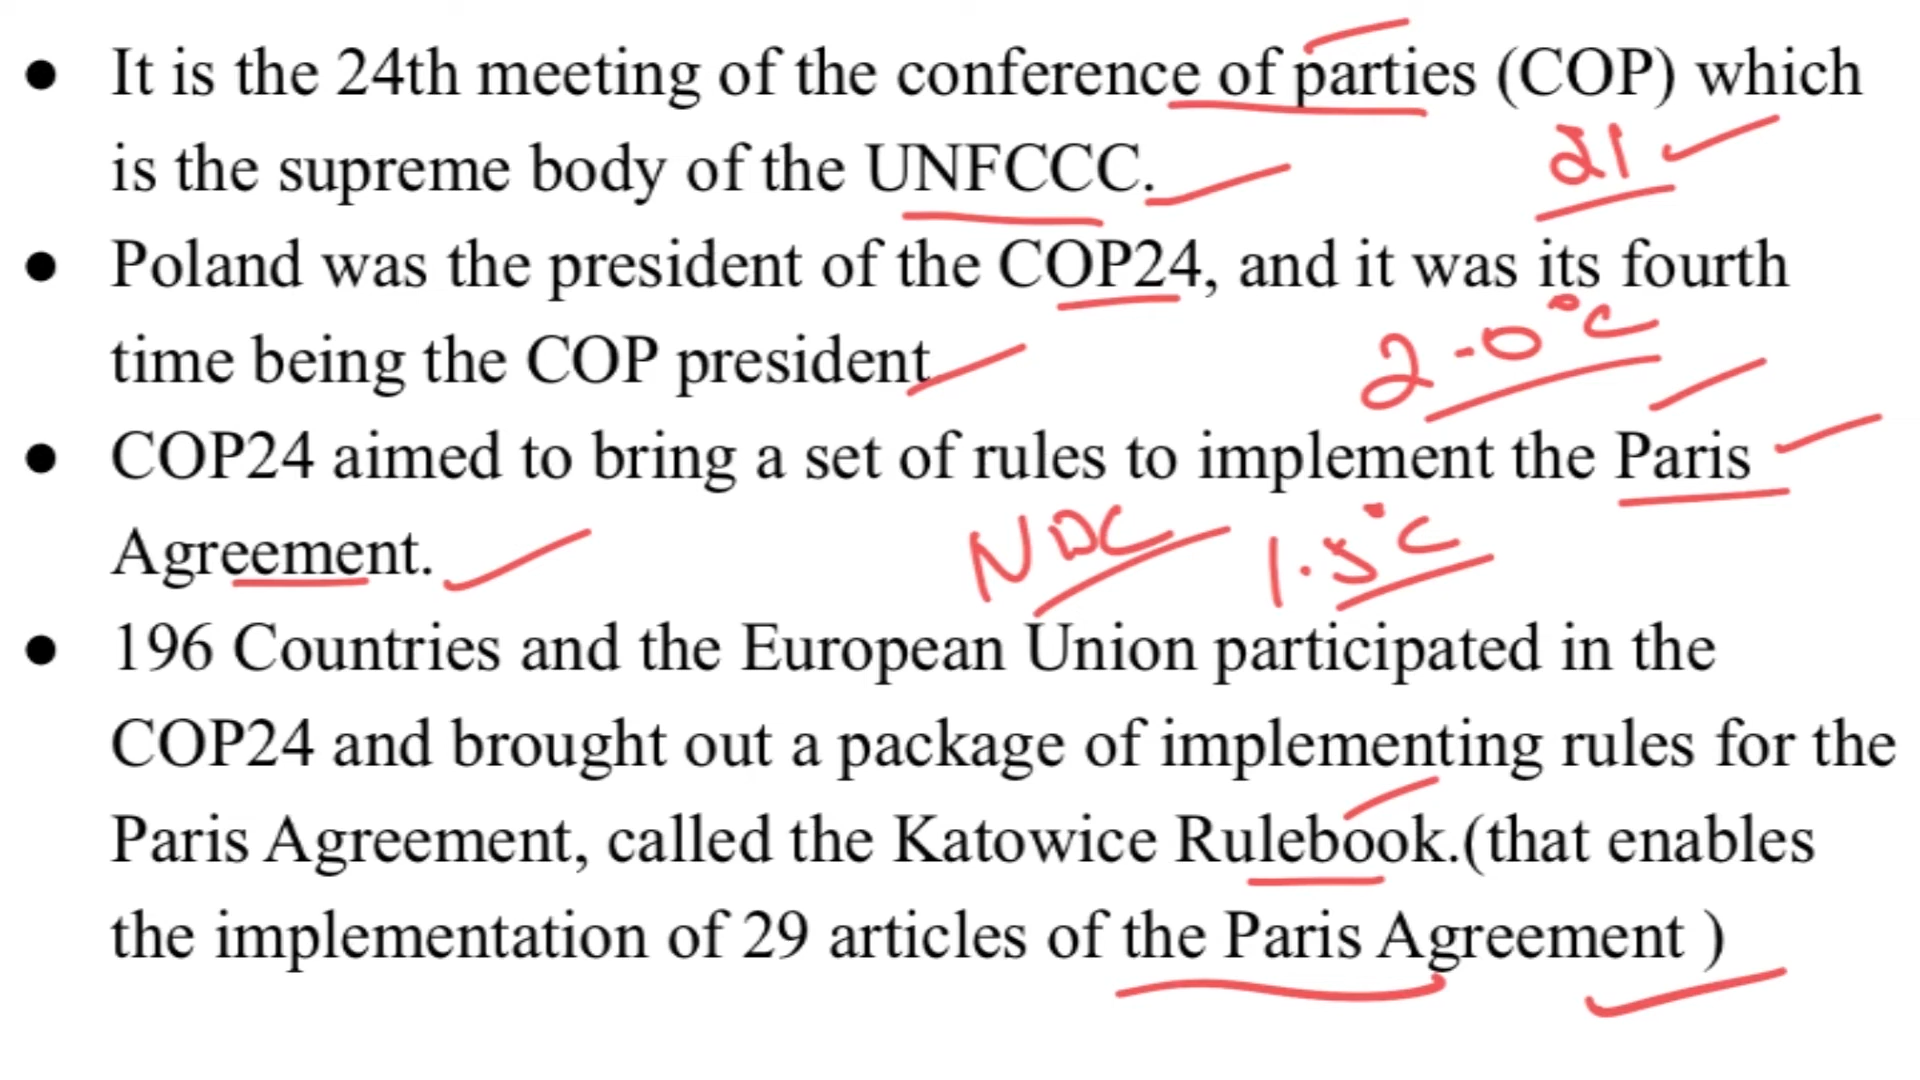 ● It is the 24th meeting of the conference of parties (COP) which
is the supreme body of the UNFCCC.
21
● Poland was the president of the COP24, and it was its fourth
time being the COP president
2.0°C
● COP24 aimed to bring a set of rules to implement the Paris
Agreement.
NDC 1.5°C
● 196 Countries and the European Union participated in the
COP24 and brought out a package of implementing rules for the
Paris Agreement, called the Katowice Rulebook.(that enables
the implementation of 29 articles of the Paris Agreement )